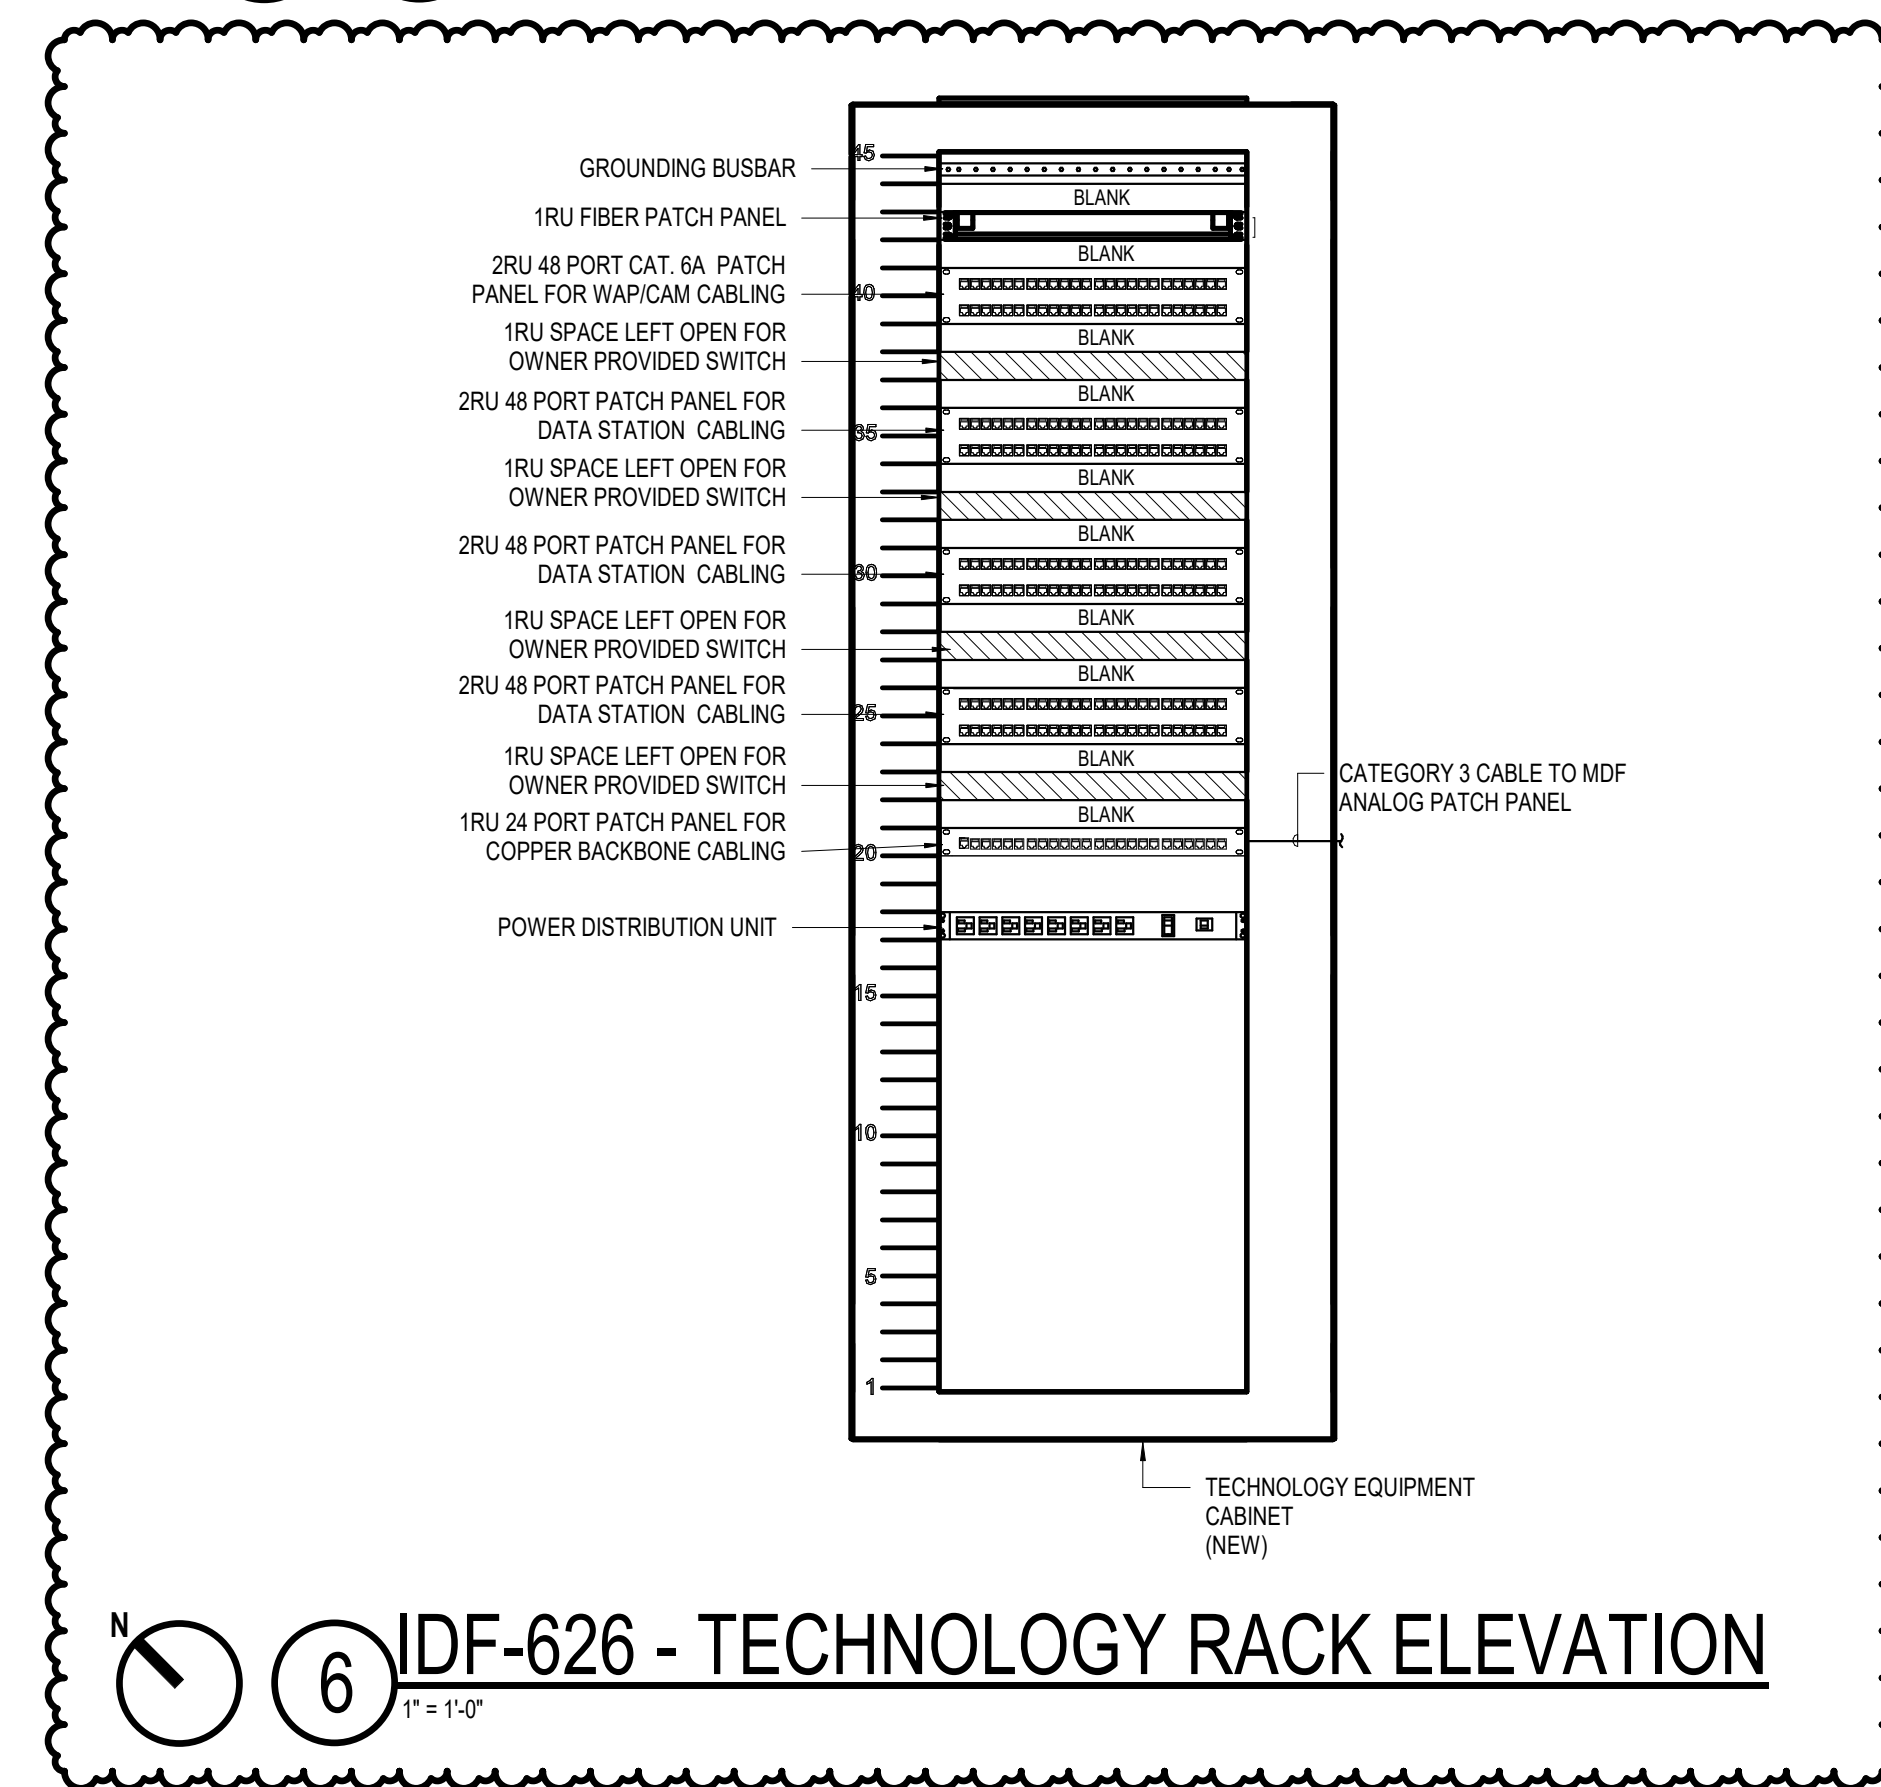 45
GROUNDING BUSBAR
BLANK
1RU FIBER PATCH PANEL
BLANK
2RU 48 PORT CAT. 6A  PATCH
PANEL FOR WAP/CAM CABLING
40
1RU SPACE LEFT OPEN FOR
OWNER PROVIDED SWITCH
BLANK
2RU 48 PORT PATCH PANEL FOR
DATA STATION  CABLING
BLANK
35
1RU SPACE LEFT OPEN FOR
OWNER PROVIDED SWITCH
BLANK
2RU 48 PORT PATCH PANEL FOR
DATA STATION  CABLING
BLANK
30
1RU SPACE LEFT OPEN FOR
OWNER PROVIDED SWITCH
BLANK
2RU 48 PORT PATCH PANEL FOR
DATA STATION  CABLING
BLANK
25
1RU SPACE LEFT OPEN FOR
OWNER PROVIDED SWITCH
BLANK
CATEGORY 3 CABLE TO MDF
ANALOG PATCH PANEL
1RU 24 PORT PATCH PANEL FOR
COPPER BACKBONE CABLING
BLANK
20
POWER DISTRIBUTION UNIT
15
10
5
1
TECHNOLOGY EQUIPMENT
CABINET
(NEW)
N
6
IDF-626 - TECHNOLOGY RACK ELEVATION
1" = 1'-0"